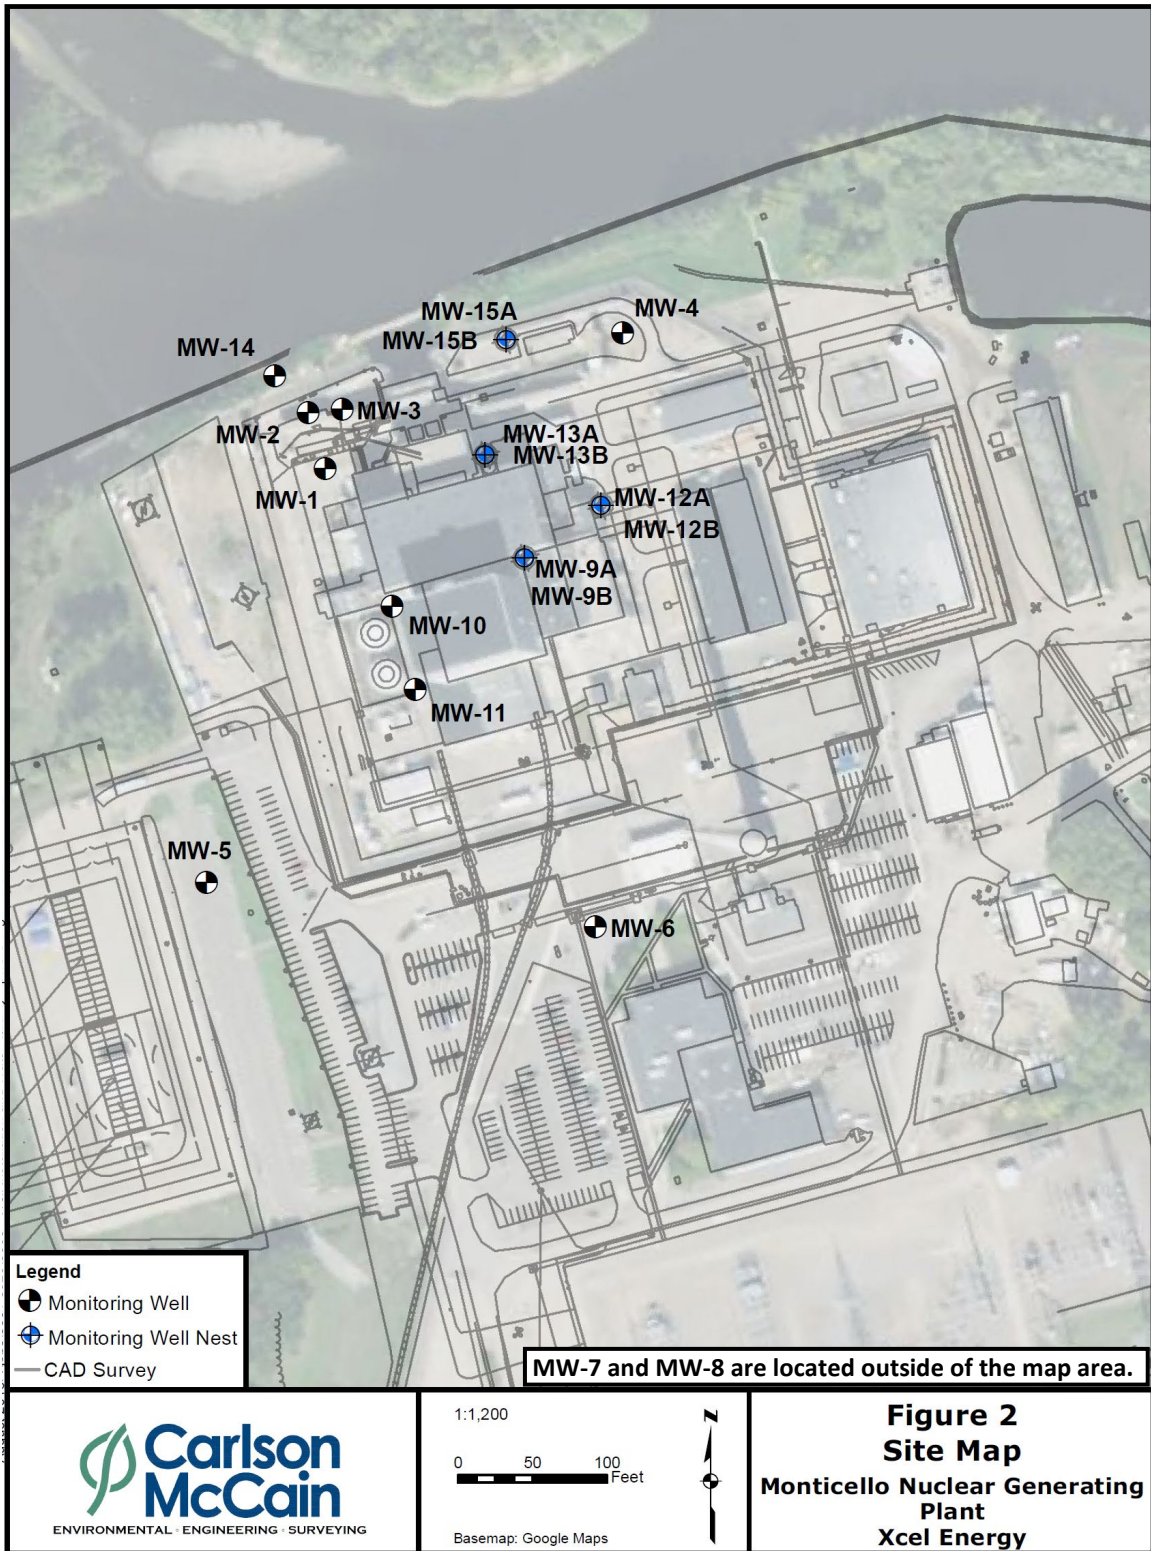 MW-15A
MW-4
MW-15B
MW-14
MW-3
MW-2
MW-13A
MW-13B
MW-1
MW-12A
MW-12B
MW-9A
MW-9B
MW-10
MW-11
MW-5
MW-6
Legend
Monitoring Well
Monitoring Well Nest
CAD Survey
MW-7 and MW-8 are located outside of the map area.
Carlson
McCain
ENVIRONMENTAL · ENGINEERING · SURVEYING
1:1,200
0 50 100
Feet
Basemap: Google Maps
N
Figure 2
Site Map
Monticello Nuclear Generating
Plant
Xcel Energy